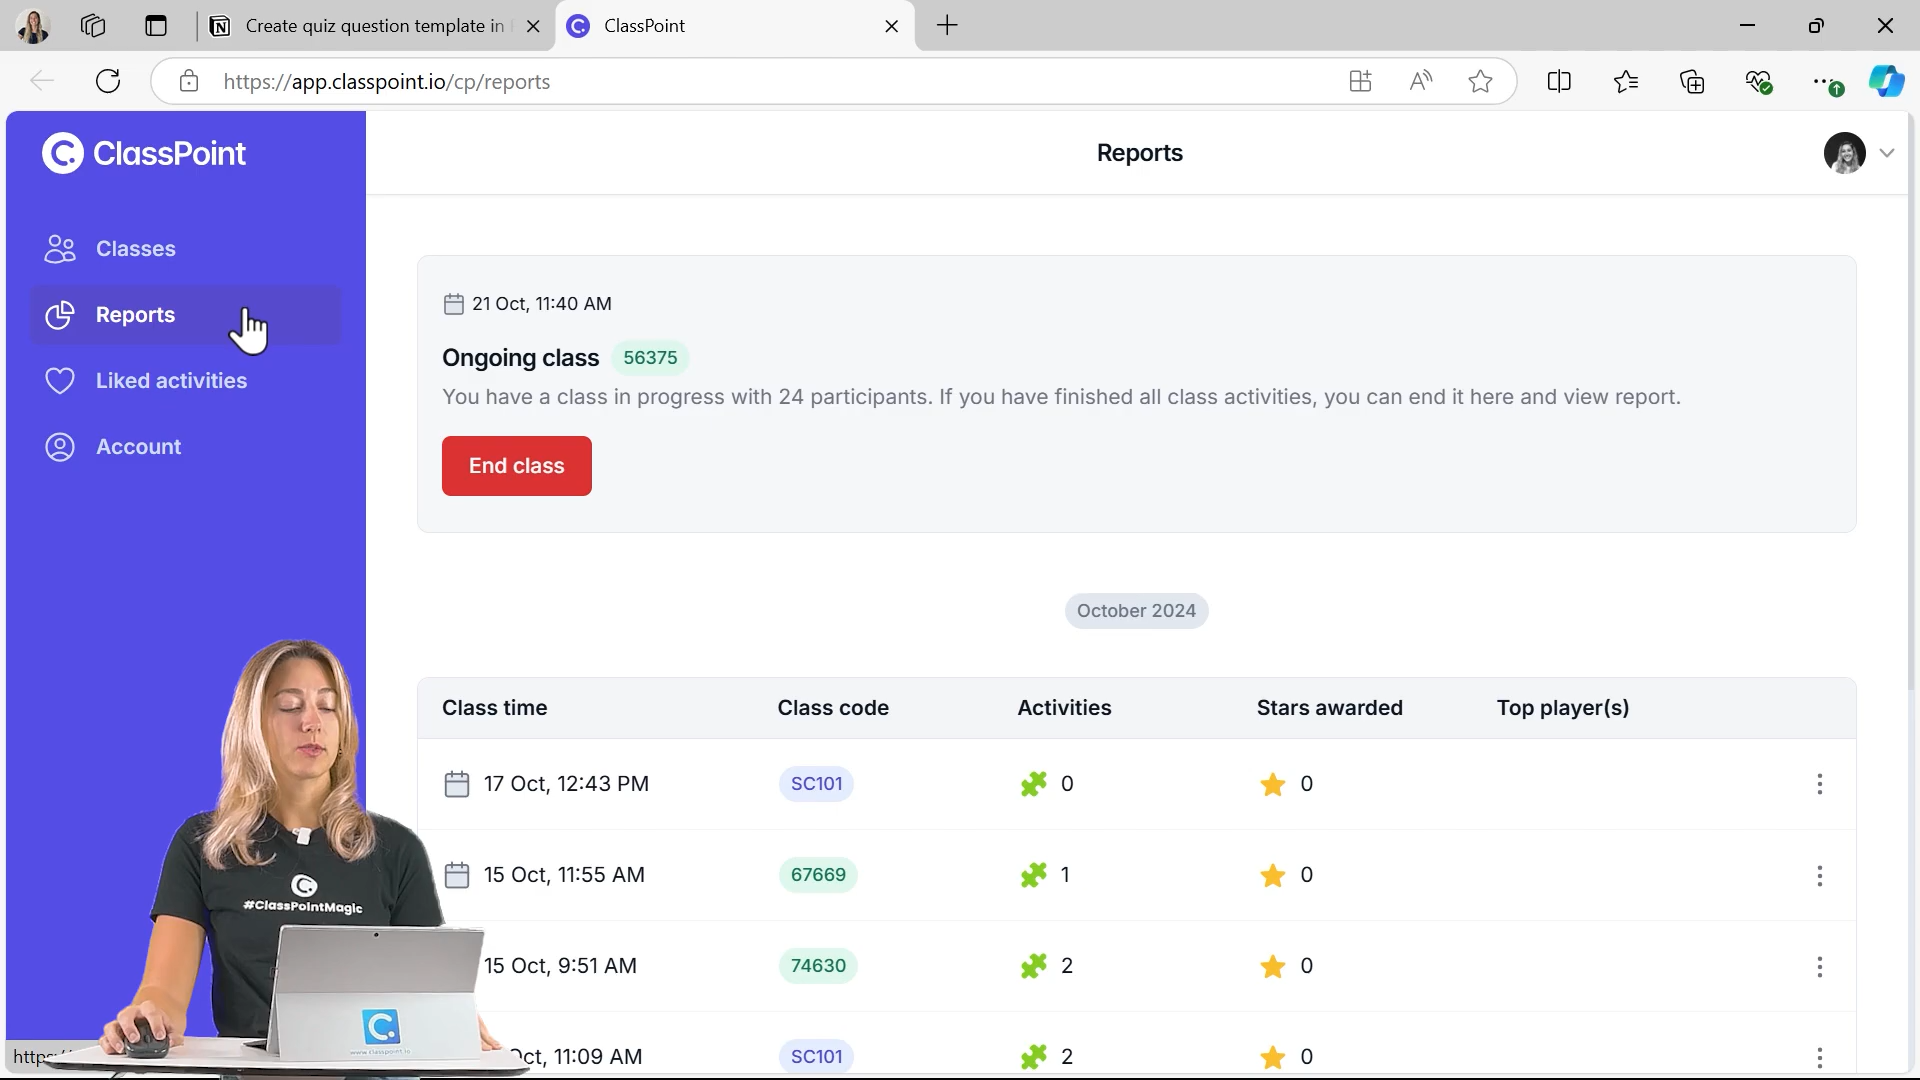 Create quiz question template in
ClassPoint
https://app.classpoint.io/cp/reports
ClassPoint
Reports
Classes
Reports
Liked activities
Account
21 Oct, 11:40 AM
Ongoing class 56375
You have a class in progress with 24 participants. If you have finished all class activities, you can end it here and view report.
End class
October 2024
Class time Class code Activities Stars awarded Top player(s)
17 Oct, 12:43 PM SC101 0 0
15 Oct, 11:55 AM 67669 1 0
15 Oct, 9:51 AM 74630 2 0
Oct, 11:09 AM SC101 2 0
#ClassPointMagic
www.classpoint.io
https:/